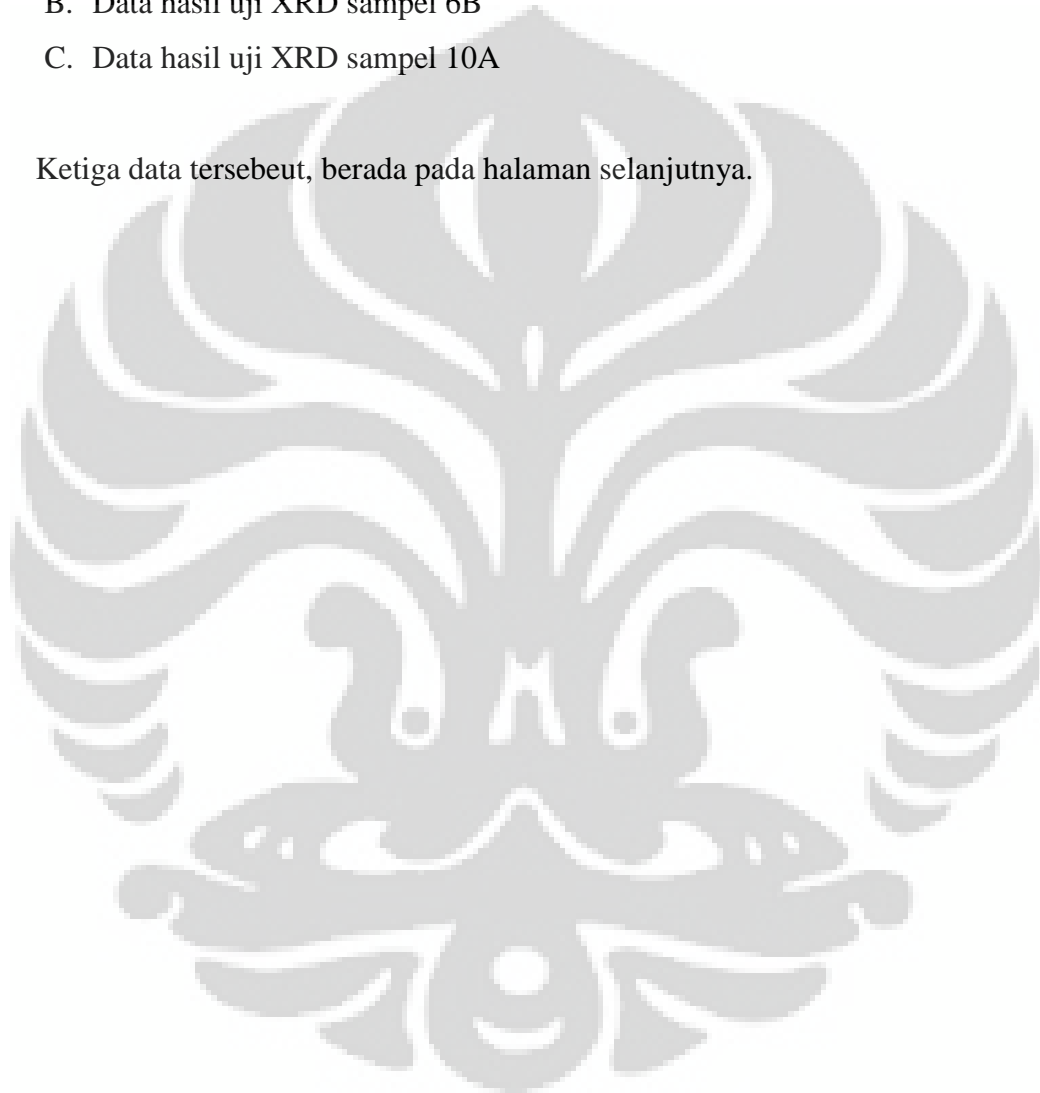 B. Data hasil uji XRD sampel 6B
C. Data hasil uji XRD sampel 10A
Ketiga data tersebeut, berada pada halaman selanjutnya.